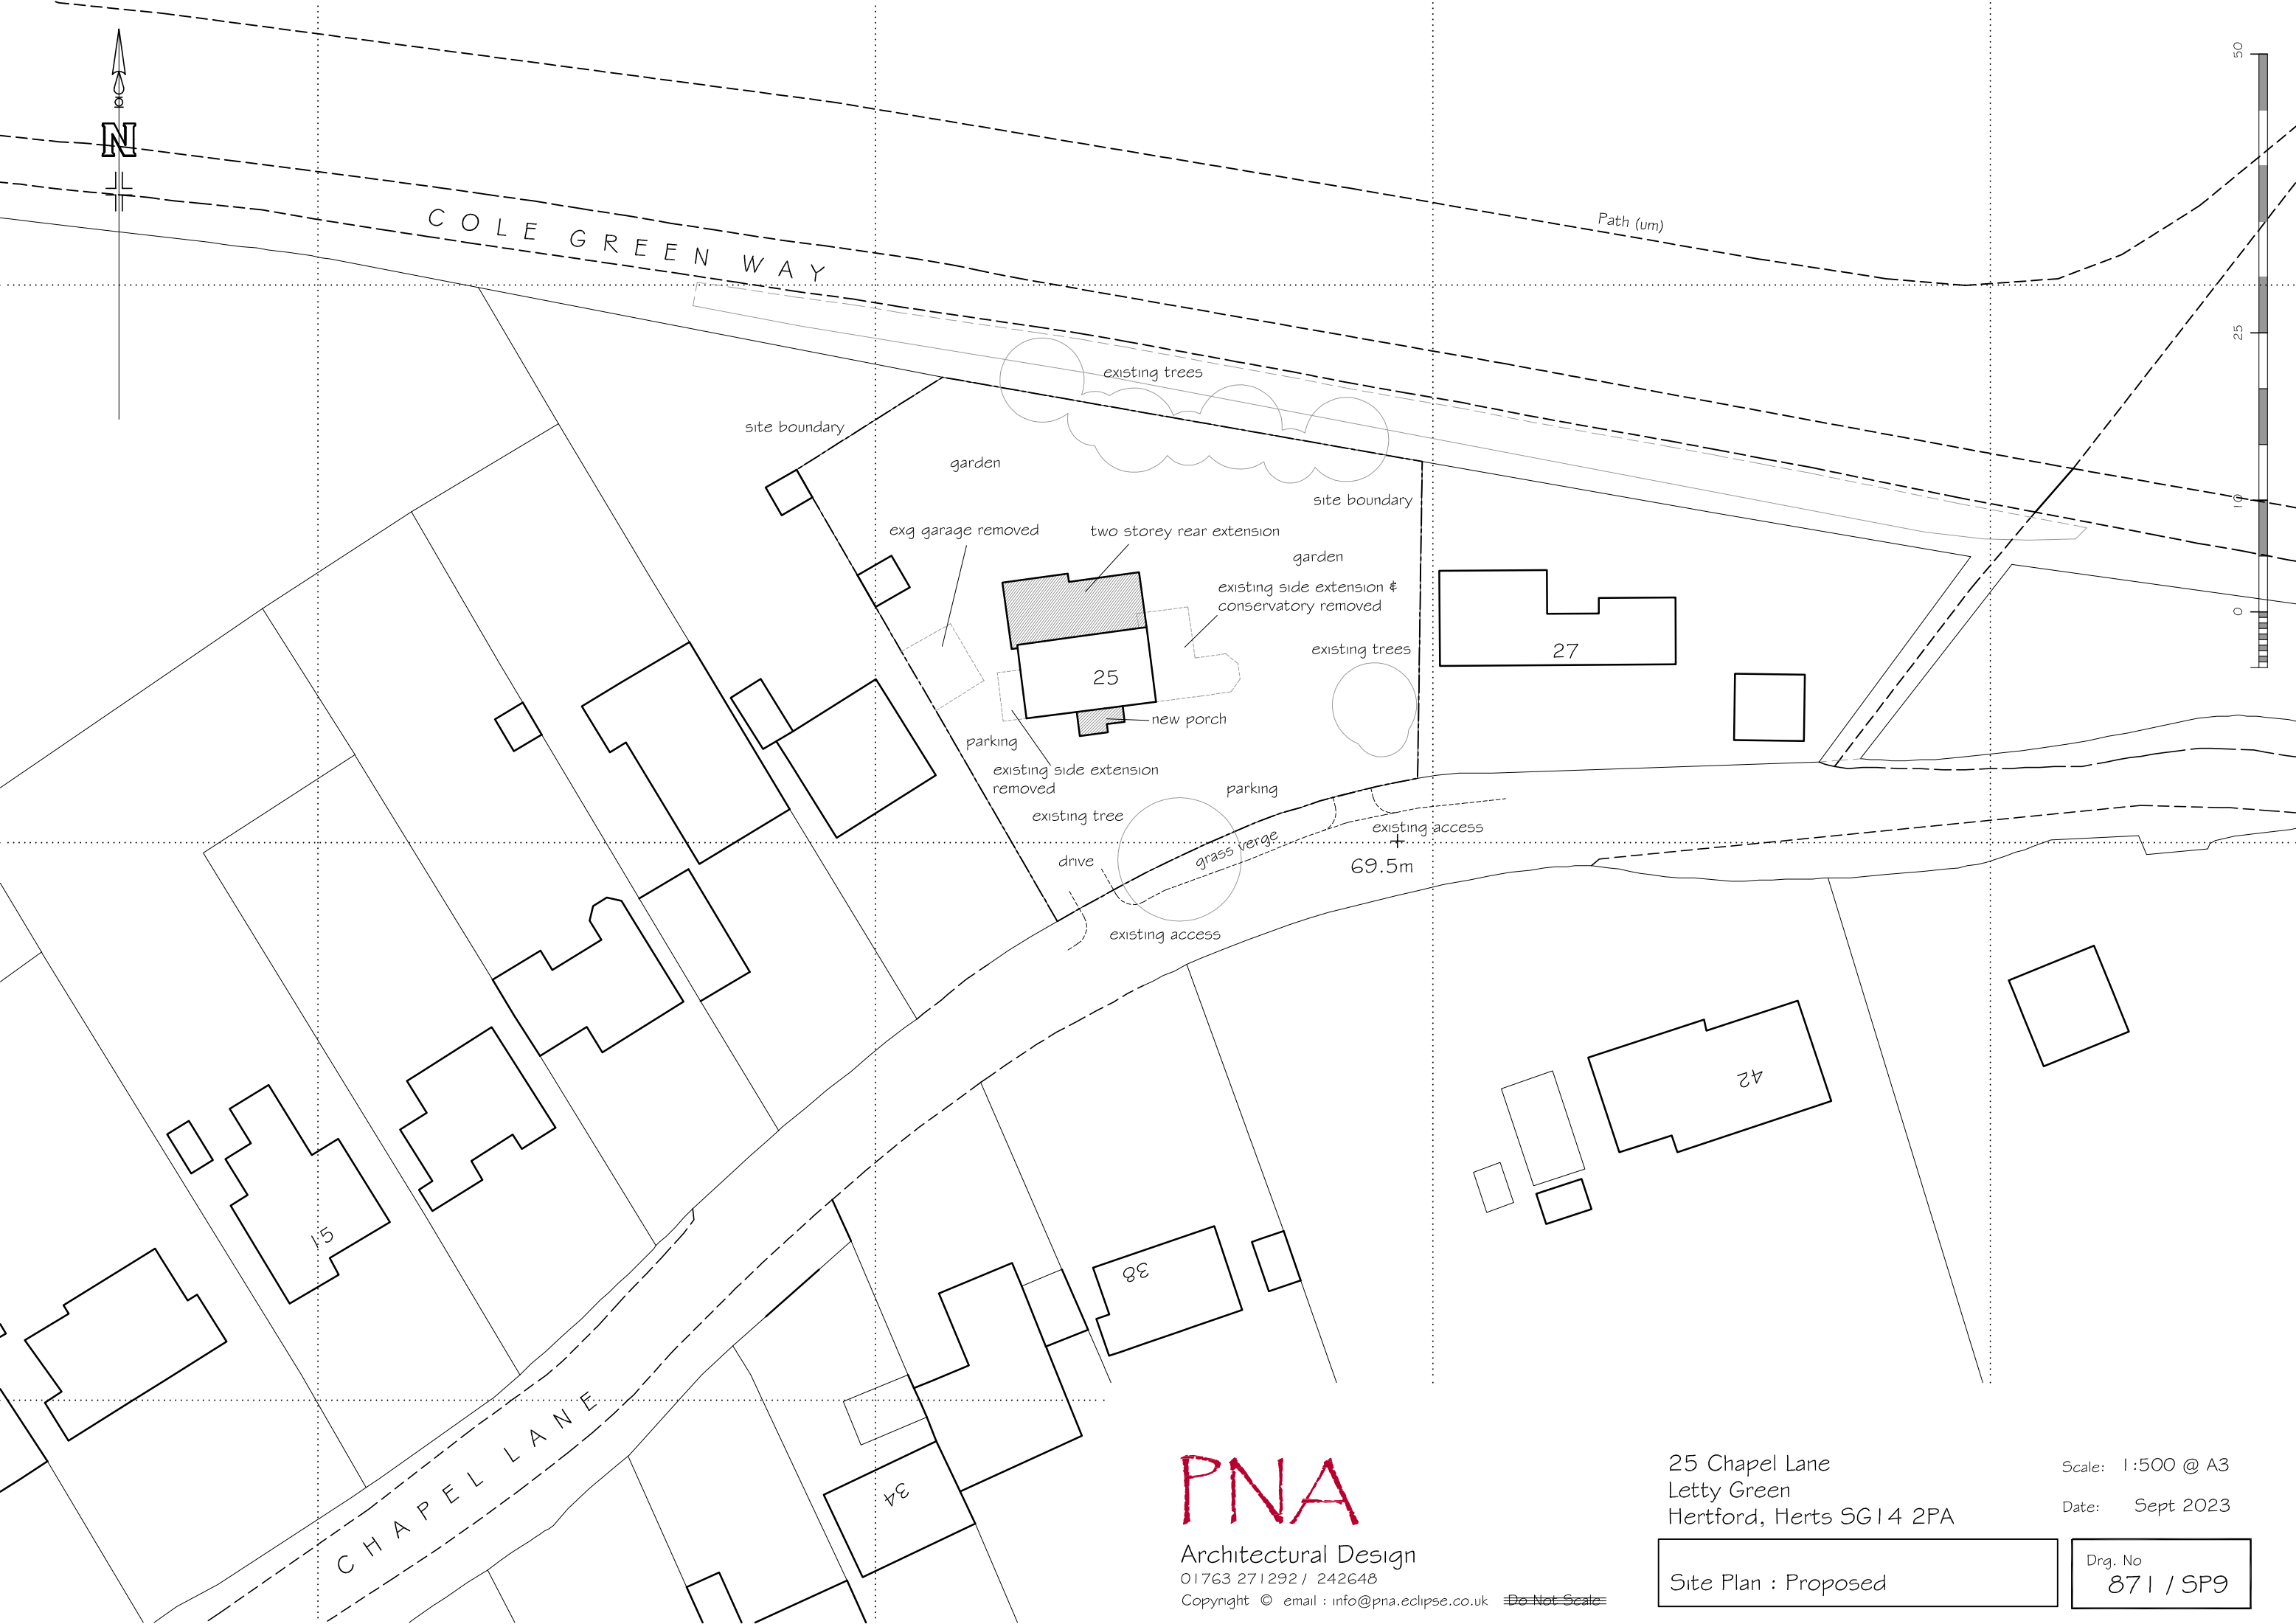 N
COLE GREEN WAY
Path (um)
50
25
10
0
existing trees
site boundary
garden
site boundary
exg garage removed
two storey rear extension
garden
existing side extension &
conservatory removed
existing trees
27
25
new porch
parking
existing side extension
removed
parking
existing tree
existing access
grass verge
drive
69.5m
existing access
42
15
38
34
CHAPEL LANE
PNA
Architectural Design
01763 271292 / 242648
Copyright © email : info@pna.eclipse.co.uk Do Not Scale
25 Chapel Lane
Letty Green
Hertford, Herts SG14 2PA
Scale: 1:500 @ A3
Date: Sept 2023
Site Plan : Proposed
Drg. No
871 / SP9